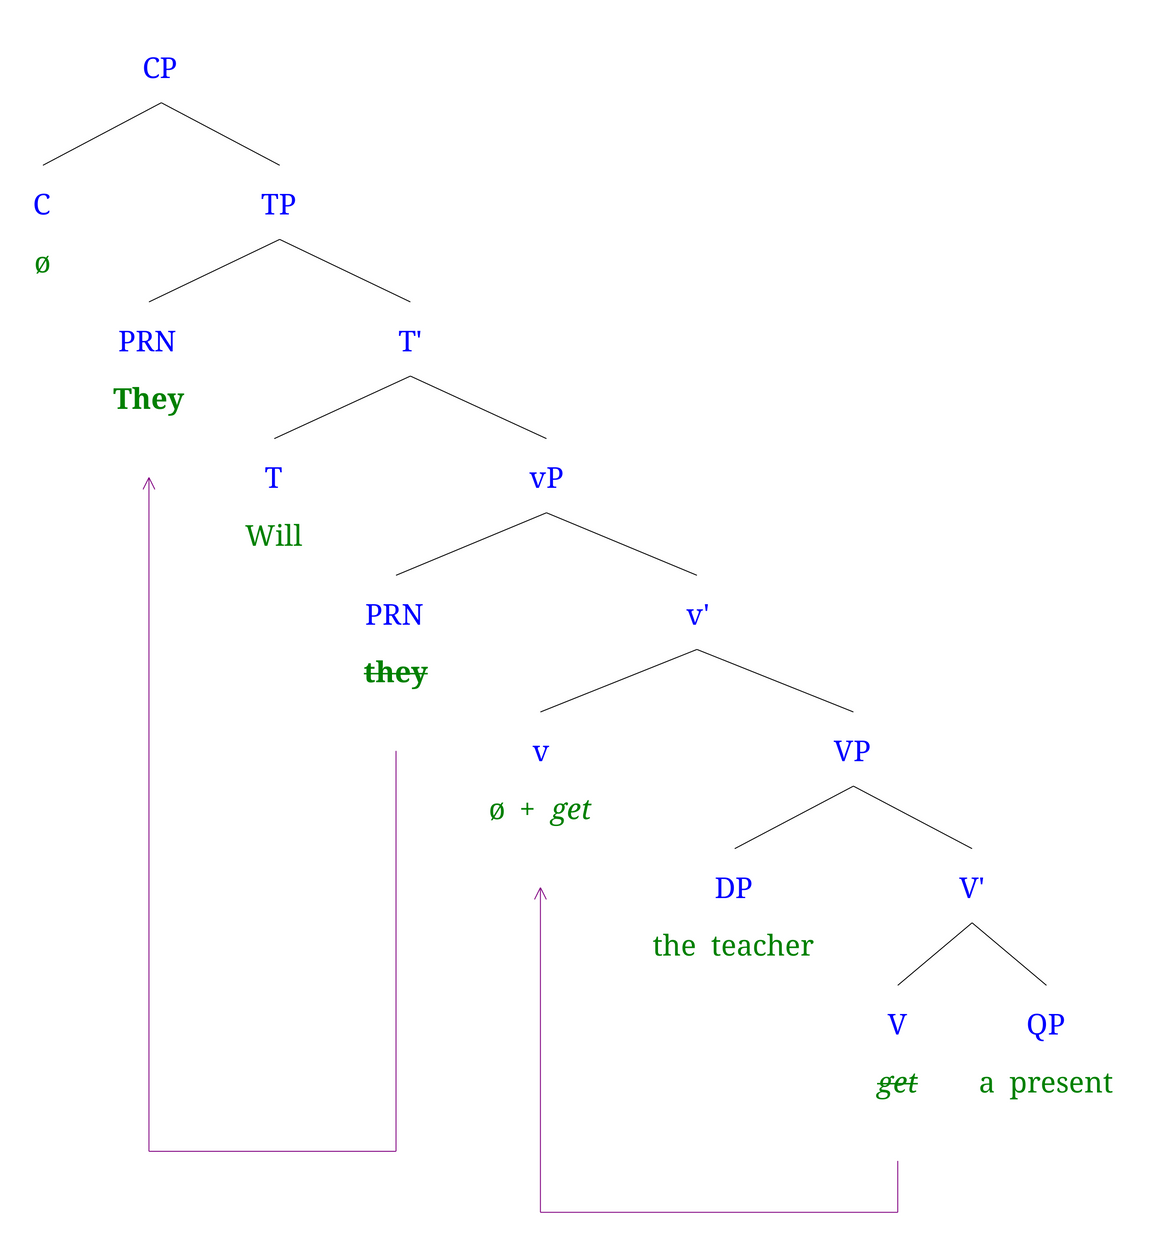 CP
C TP
ø
PRN T'
They
T vP
Will
PRN v'
they
v VP
ø + get
DP V'
the teacher
V QP
get a present